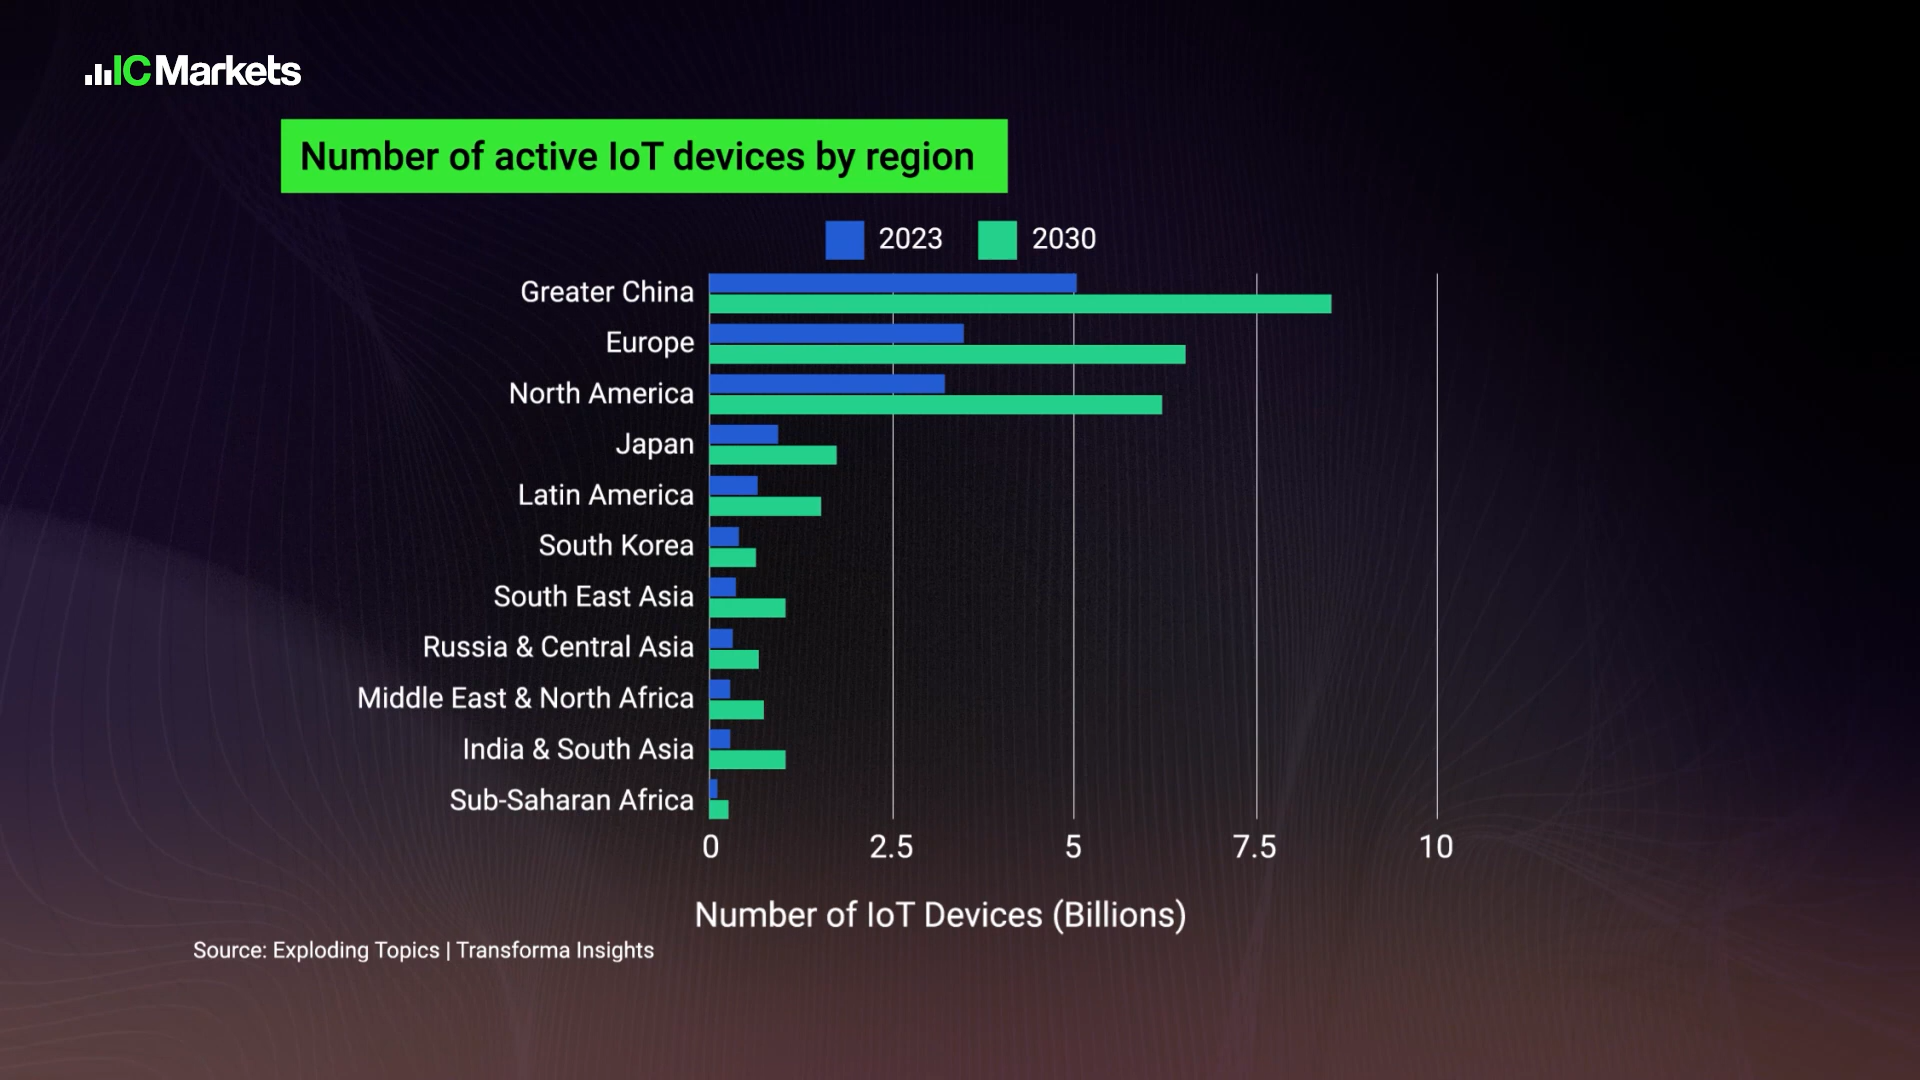 IC Markets
Number of active IoT devices by region
2023 2030
Greater China
Europe
North America
Japan
Latin America
South Korea
South East Asia
Russia & Central Asia
Middle East & North Africa
India & South Asia
Sub-Saharan Africa
0 2.5 5 7.5 10
Number of IoT Devices (Billions)
Source: Exploding Topics | Transforma Insights